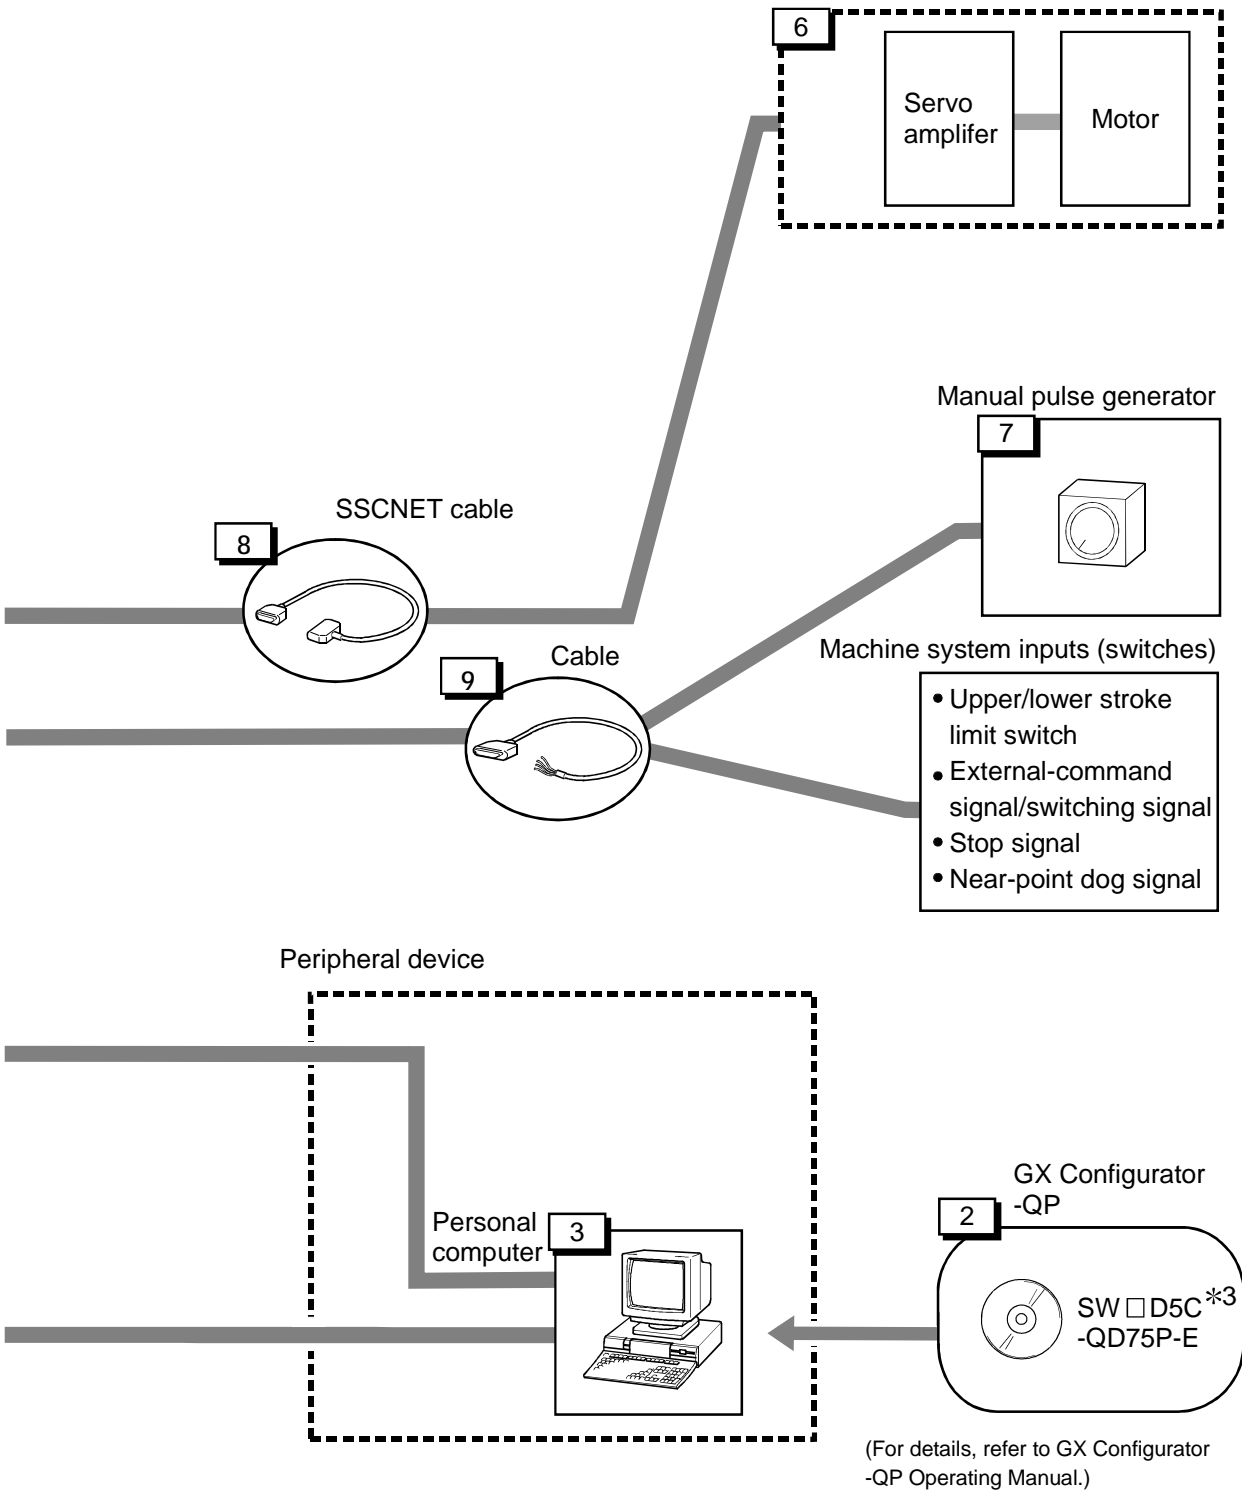 6
Servo
amplifer
Motor
Manual pulse generator
7
SSCNET cable
8
Cable
9
Machine system inputs (switches)
• Upper/lower stroke
limit switch
• External-command
signal/switching signal
• Stop signal
• Near-point dog signal
Peripheral device
Personal
computer
3
GX Configurator
-QP
2
SW□D5C*3
-QD75P-E
(For details, refer to GX Configurator
-QP Operating Manual.)